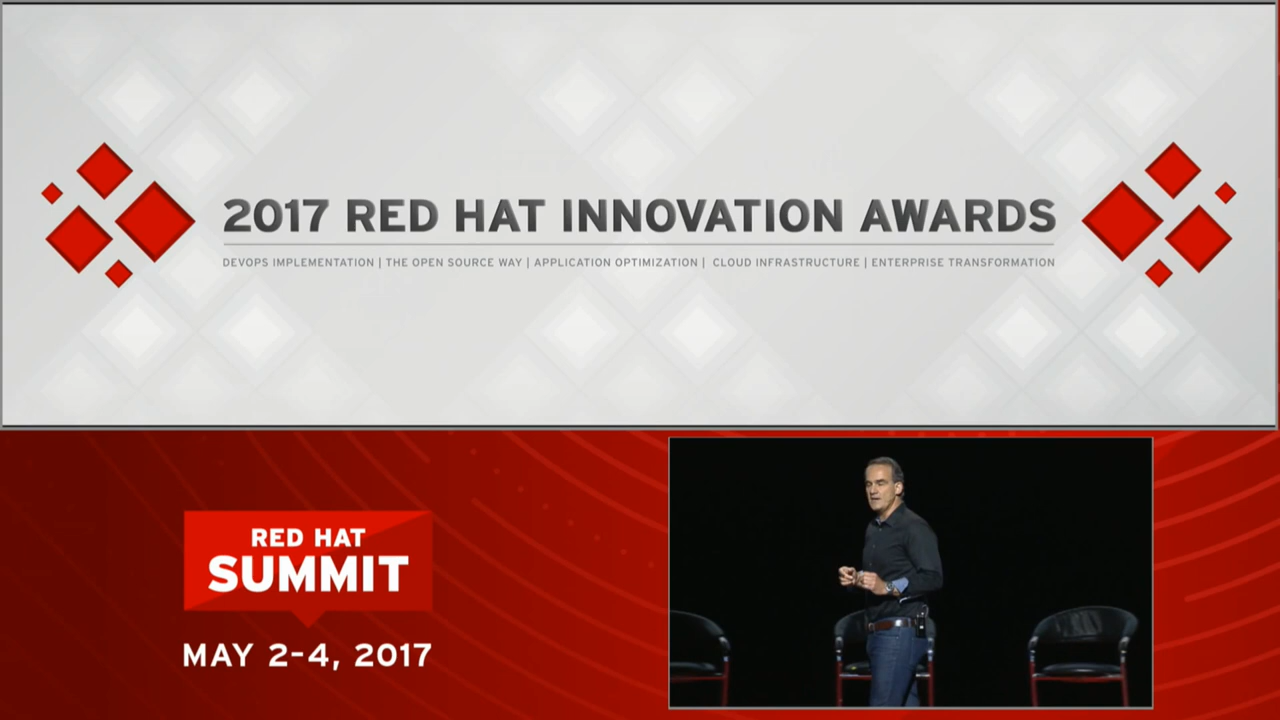 2017 RED HAT INNOVATION AWARDS
DEVOPS IMPLEMENTATION | THE OPEN SOURCE WAY | APPLICATION OPTIMIZATION | CLOUD INFRASTRUCTURE | ENTERPRISE TRANSFORMATION
RED HAT
SUMMIT
MAY 2-4, 2017